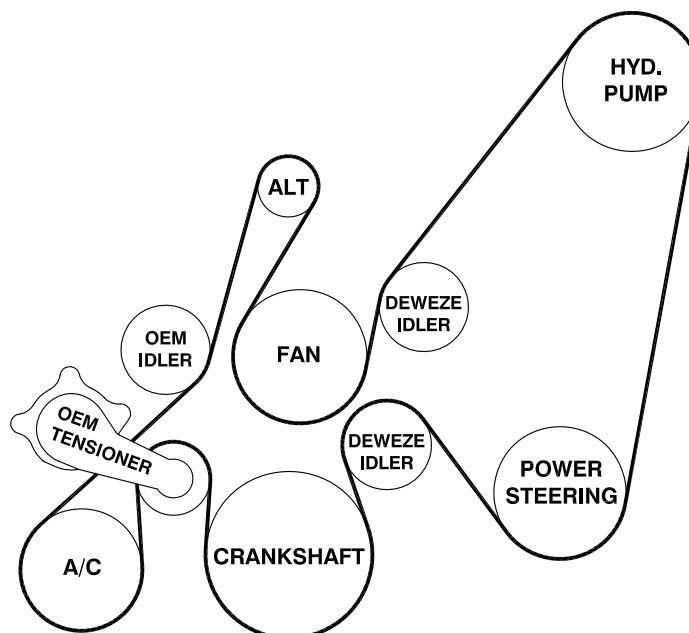 HYD.
PUMP
ALT
DEWEZE
IDLER
OEM
IDLER
FAN
OEM
TENSIONER
DEWEZE
IDLER
POWER
STEERING
CRANKSHAFT
A/C